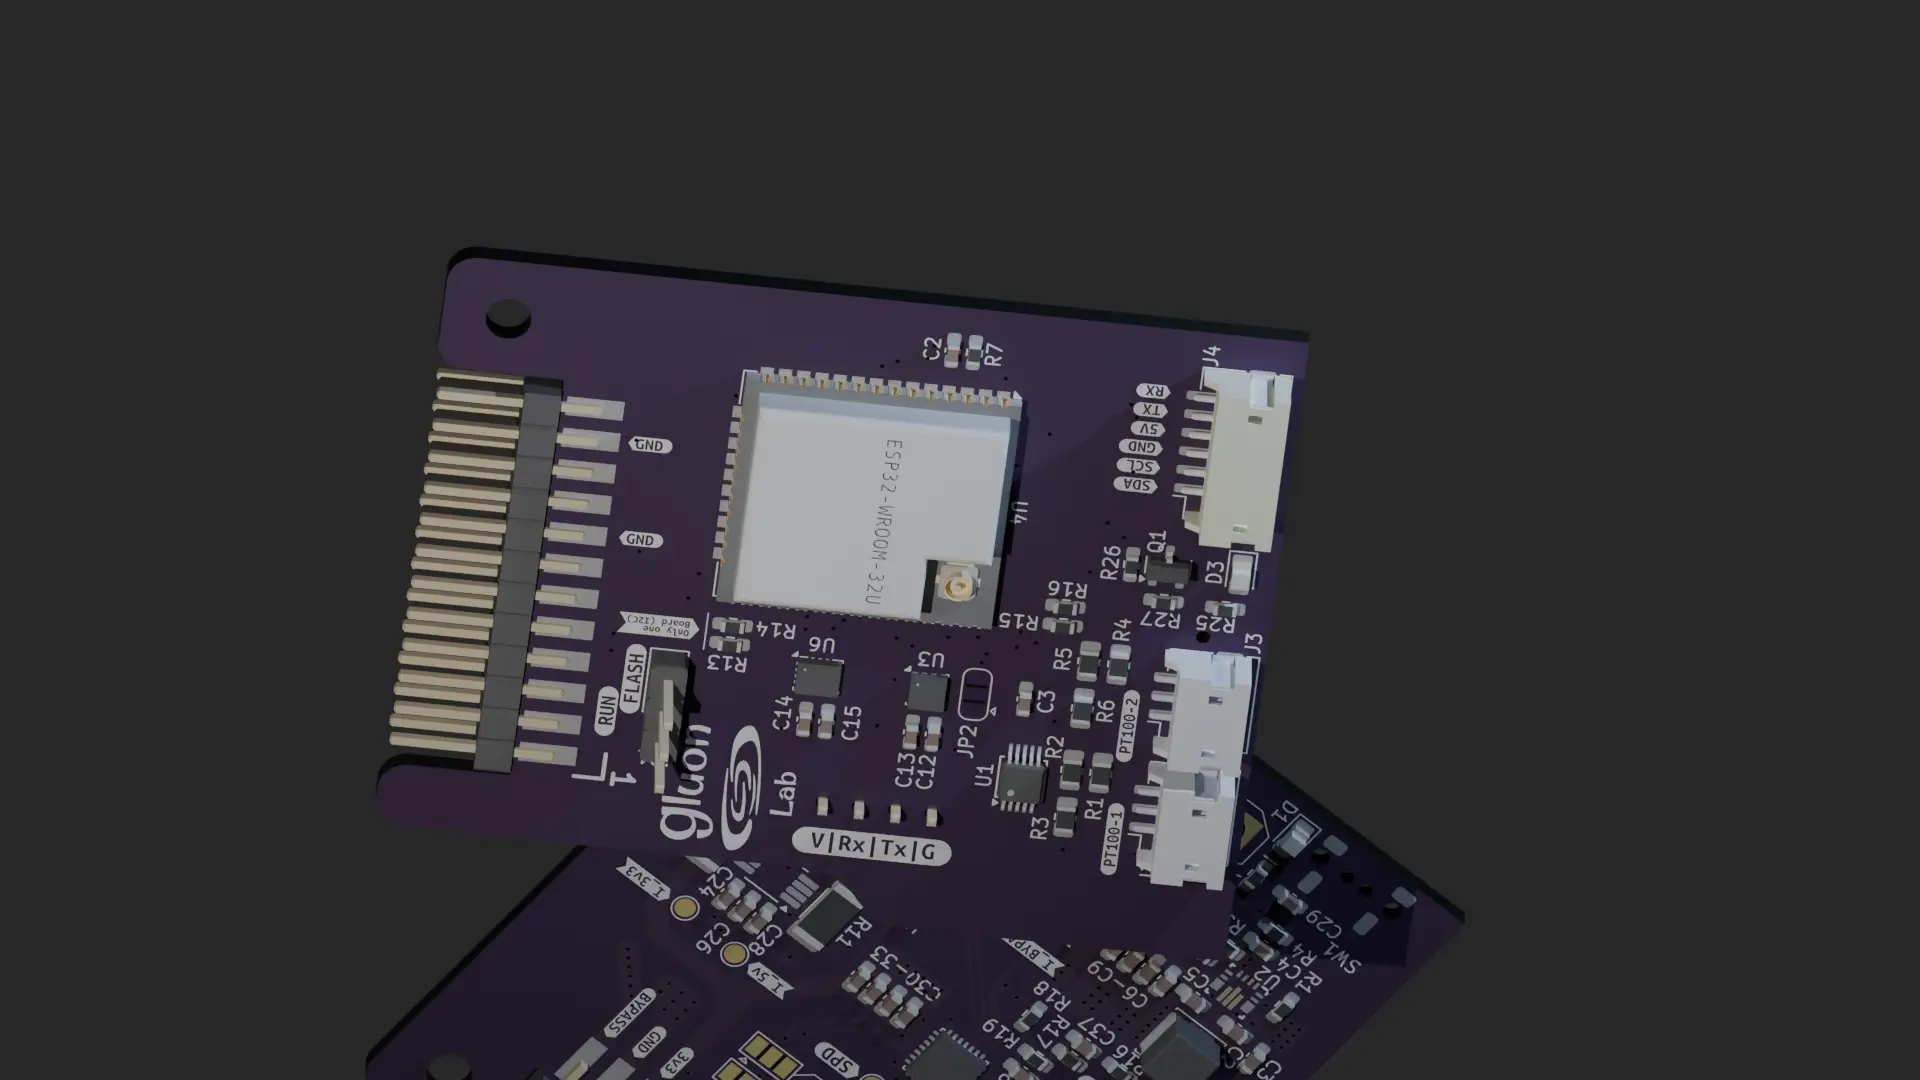 C2
R7
J4
RX
TX
5V
GND
SCL
SDA
GND
GND
ESP32-WROOM-32U
U4
Q1
R26
D3
R27
R25
R16
R15
Only one
Board (I2C)
R14
R13
U6
U3
R4
R5
J3
FLASH
RUN
C14
C15
C3
R6
PT100-2
JP2
R2
C13
C12
U1
R1
R3
1
gluon
Lab
V|Rx|Tx|G
PT100-1
D1
I_3v3
C24
C26
C28
R11
I_5v
C30-33
C29
SW1
C9
C6-
C5
U2
C4
R4
R1
R18
R19
R17
C37
BYPASS
GND
3v3
SPD